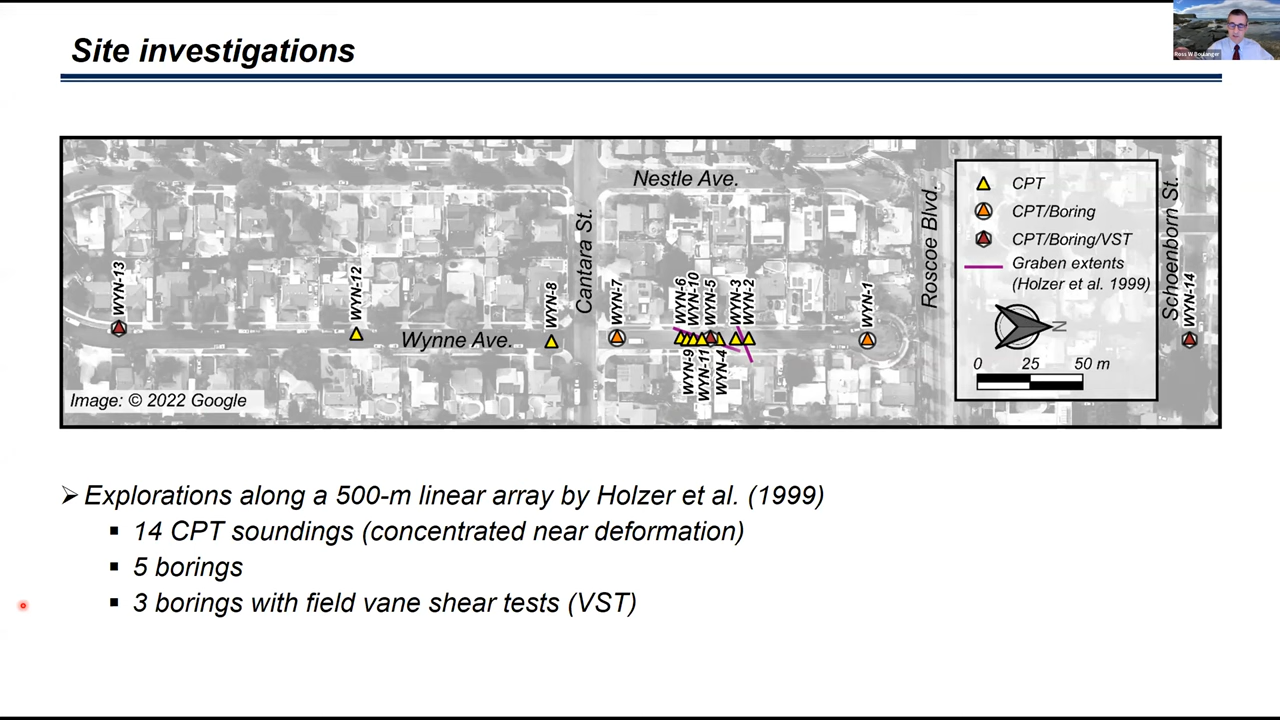 Site investigations
Ross W Boulanger
Nestle Ave.
Cantara St.
Roscoe Blvd.
Schoenborn St.
Wynne Ave.
WYN-13
WYN-12
WYN-8
WYN-7
WYN-6
WYN-10
WYN-5
WYN-3
WYN-2
WYN-1
WYN-14
WYN-9
WYN-11
WYN-4
CPT
CPT/Boring
CPT/Boring/VST
Graben extents
(Holzer et al. 1999)
N
0 25 50 m
Image: © 2022 Google
➢ Explorations along a 500-m linear array by Holzer et al. (1999)
▪ 14 CPT soundings (concentrated near deformation)
▪ 5 borings
▪ 3 borings with field vane shear tests (VST)